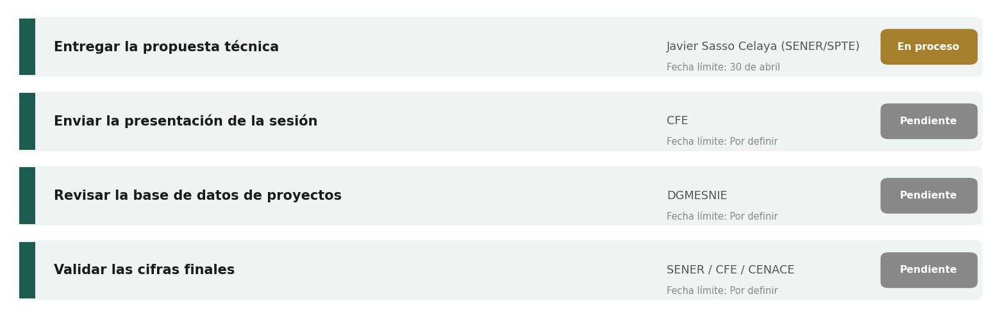 Entregar la propuesta técnica
Javier Sasso Celaya (SENER/SPTE)
En proceso
Fecha límite: 30 de abril
Enviar la presentación de la sesión
CFE
Pendiente
Fecha límite: Por definir
Revisar la base de datos de proyectos
DGMESNIE
Pendiente
Fecha límite: Por definir
Validar las cifras finales
SENER / CFE / CENACE
Pendiente
Fecha límite: Por definir